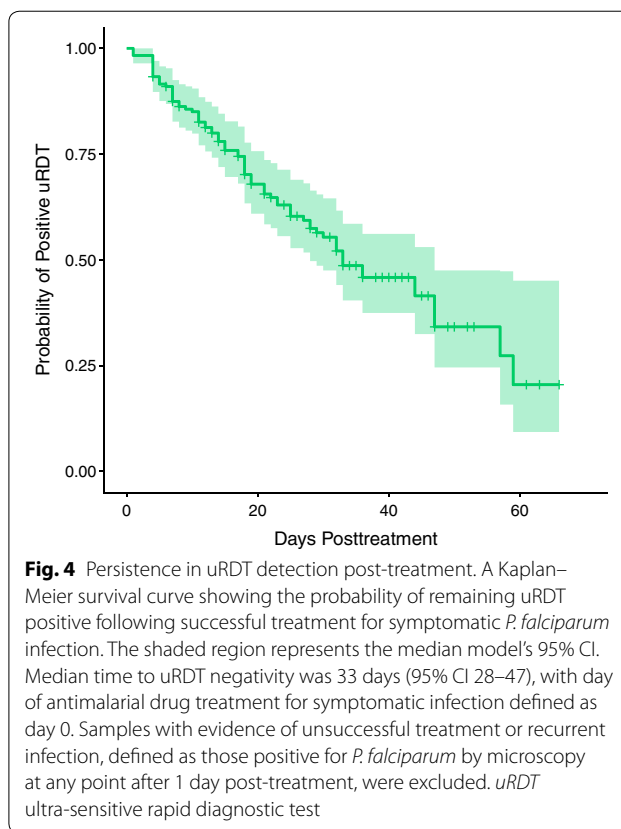 1.00
0.75
0.50
0.25
0.00
Probability of Positive uRDT
0 20 40 60
Days Posttreatment
Fig. 4 Persistence in uRDT detection post-treatment. A Kaplan–
Meier survival curve showing the probability of remaining uRDT
positive following successful treatment for symptomatic P. falciparum
infection. The shaded region represents the median model's 95% CI.
Median time to uRDT negativity was 33 days (95% CI 28–47), with day
of antimalarial drug treatment for symptomatic infection defined as
day 0. Samples with evidence of unsuccessful treatment or recurrent
infection, defined as those positive for P. falciparum by microscopy
at any point after 1 day post-treatment, were excluded. uRDT
ultra-sensitive rapid diagnostic test